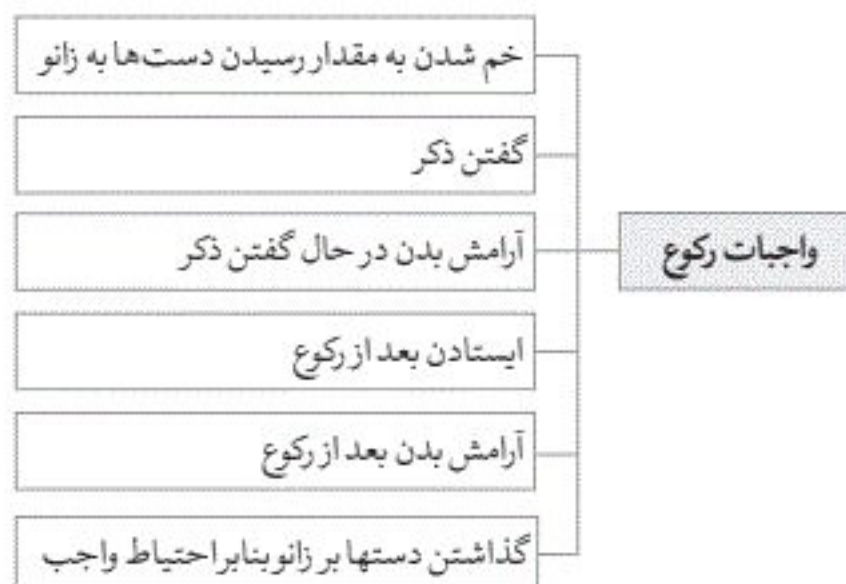 واجبات رکوع
خم شدن به مقدار رسیدن دست‌ها به زانو
گفتن ذکر
آرامش بدن در حال گفتن ذکر
ایستادن بعد از رکوع
آرامش بدن بعد از رکوع
گذاشتن دستها بر زانو بنابر احتیاط واجب